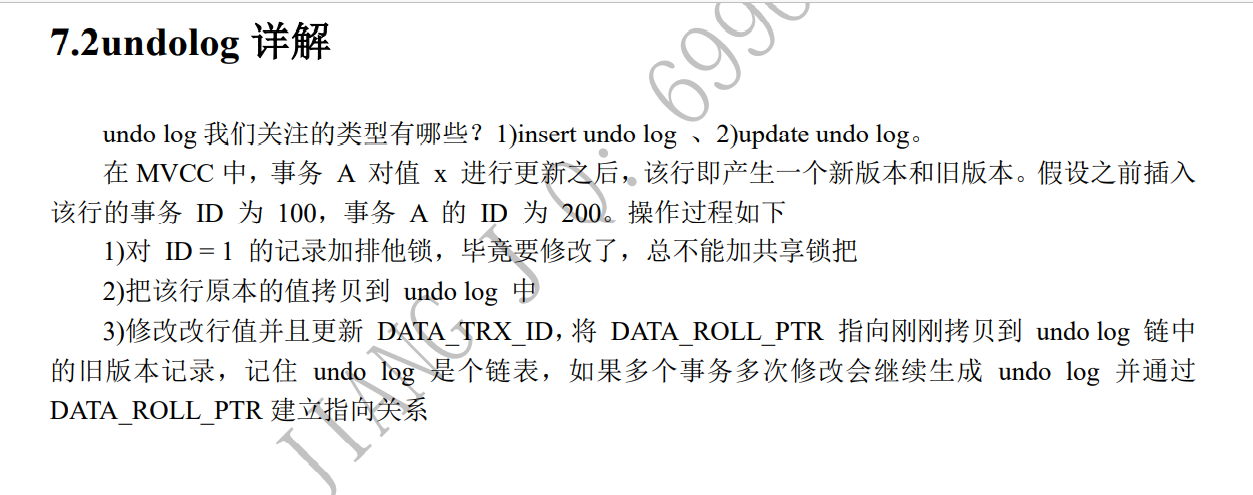 7.2undolog 详解
undo log 我们关注的类型有哪些？1)insert undo log 、2)update undo log。
在 MVCC 中，事务 A 对值 x 进行更新之后，该行即产生一个新版本和旧版本。假设之前插入
该行的事务 ID 为 100，事务 A 的 ID 为 200。操作过程如下
1)对 ID = 1 的记录加排他锁，毕竟要修改了，总不能加共享锁把
2)把该行原本的值拷贝到 undo log 中
3)修改改行值并且更新 DATA_TRX_ID，将 DATA_ROLL_PTR 指向刚刚拷贝到 undo log 链中
的旧版本记录，记住 undo log 是个链表，如果多个事务多次修改会继续生成 undo log 并通过
DATA_ROLL_PTR 建立指向关系
JIANG J Q: 699